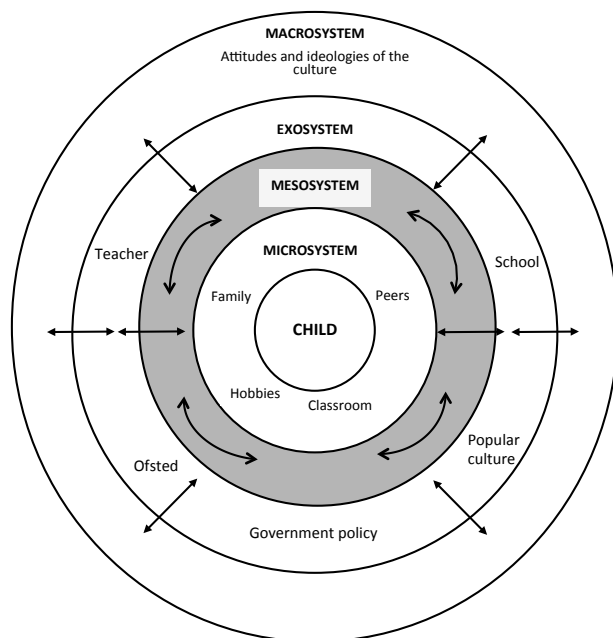 MACROSYSTEM
Attitudes and ideologies of the
culture
EXOSYSTEM
MESOSYSTEM
MICROSYSTEM
Teacher
School
Family
Peers
CHILD
Hobbies
Classroom
Ofsted
Popular
culture
Government policy